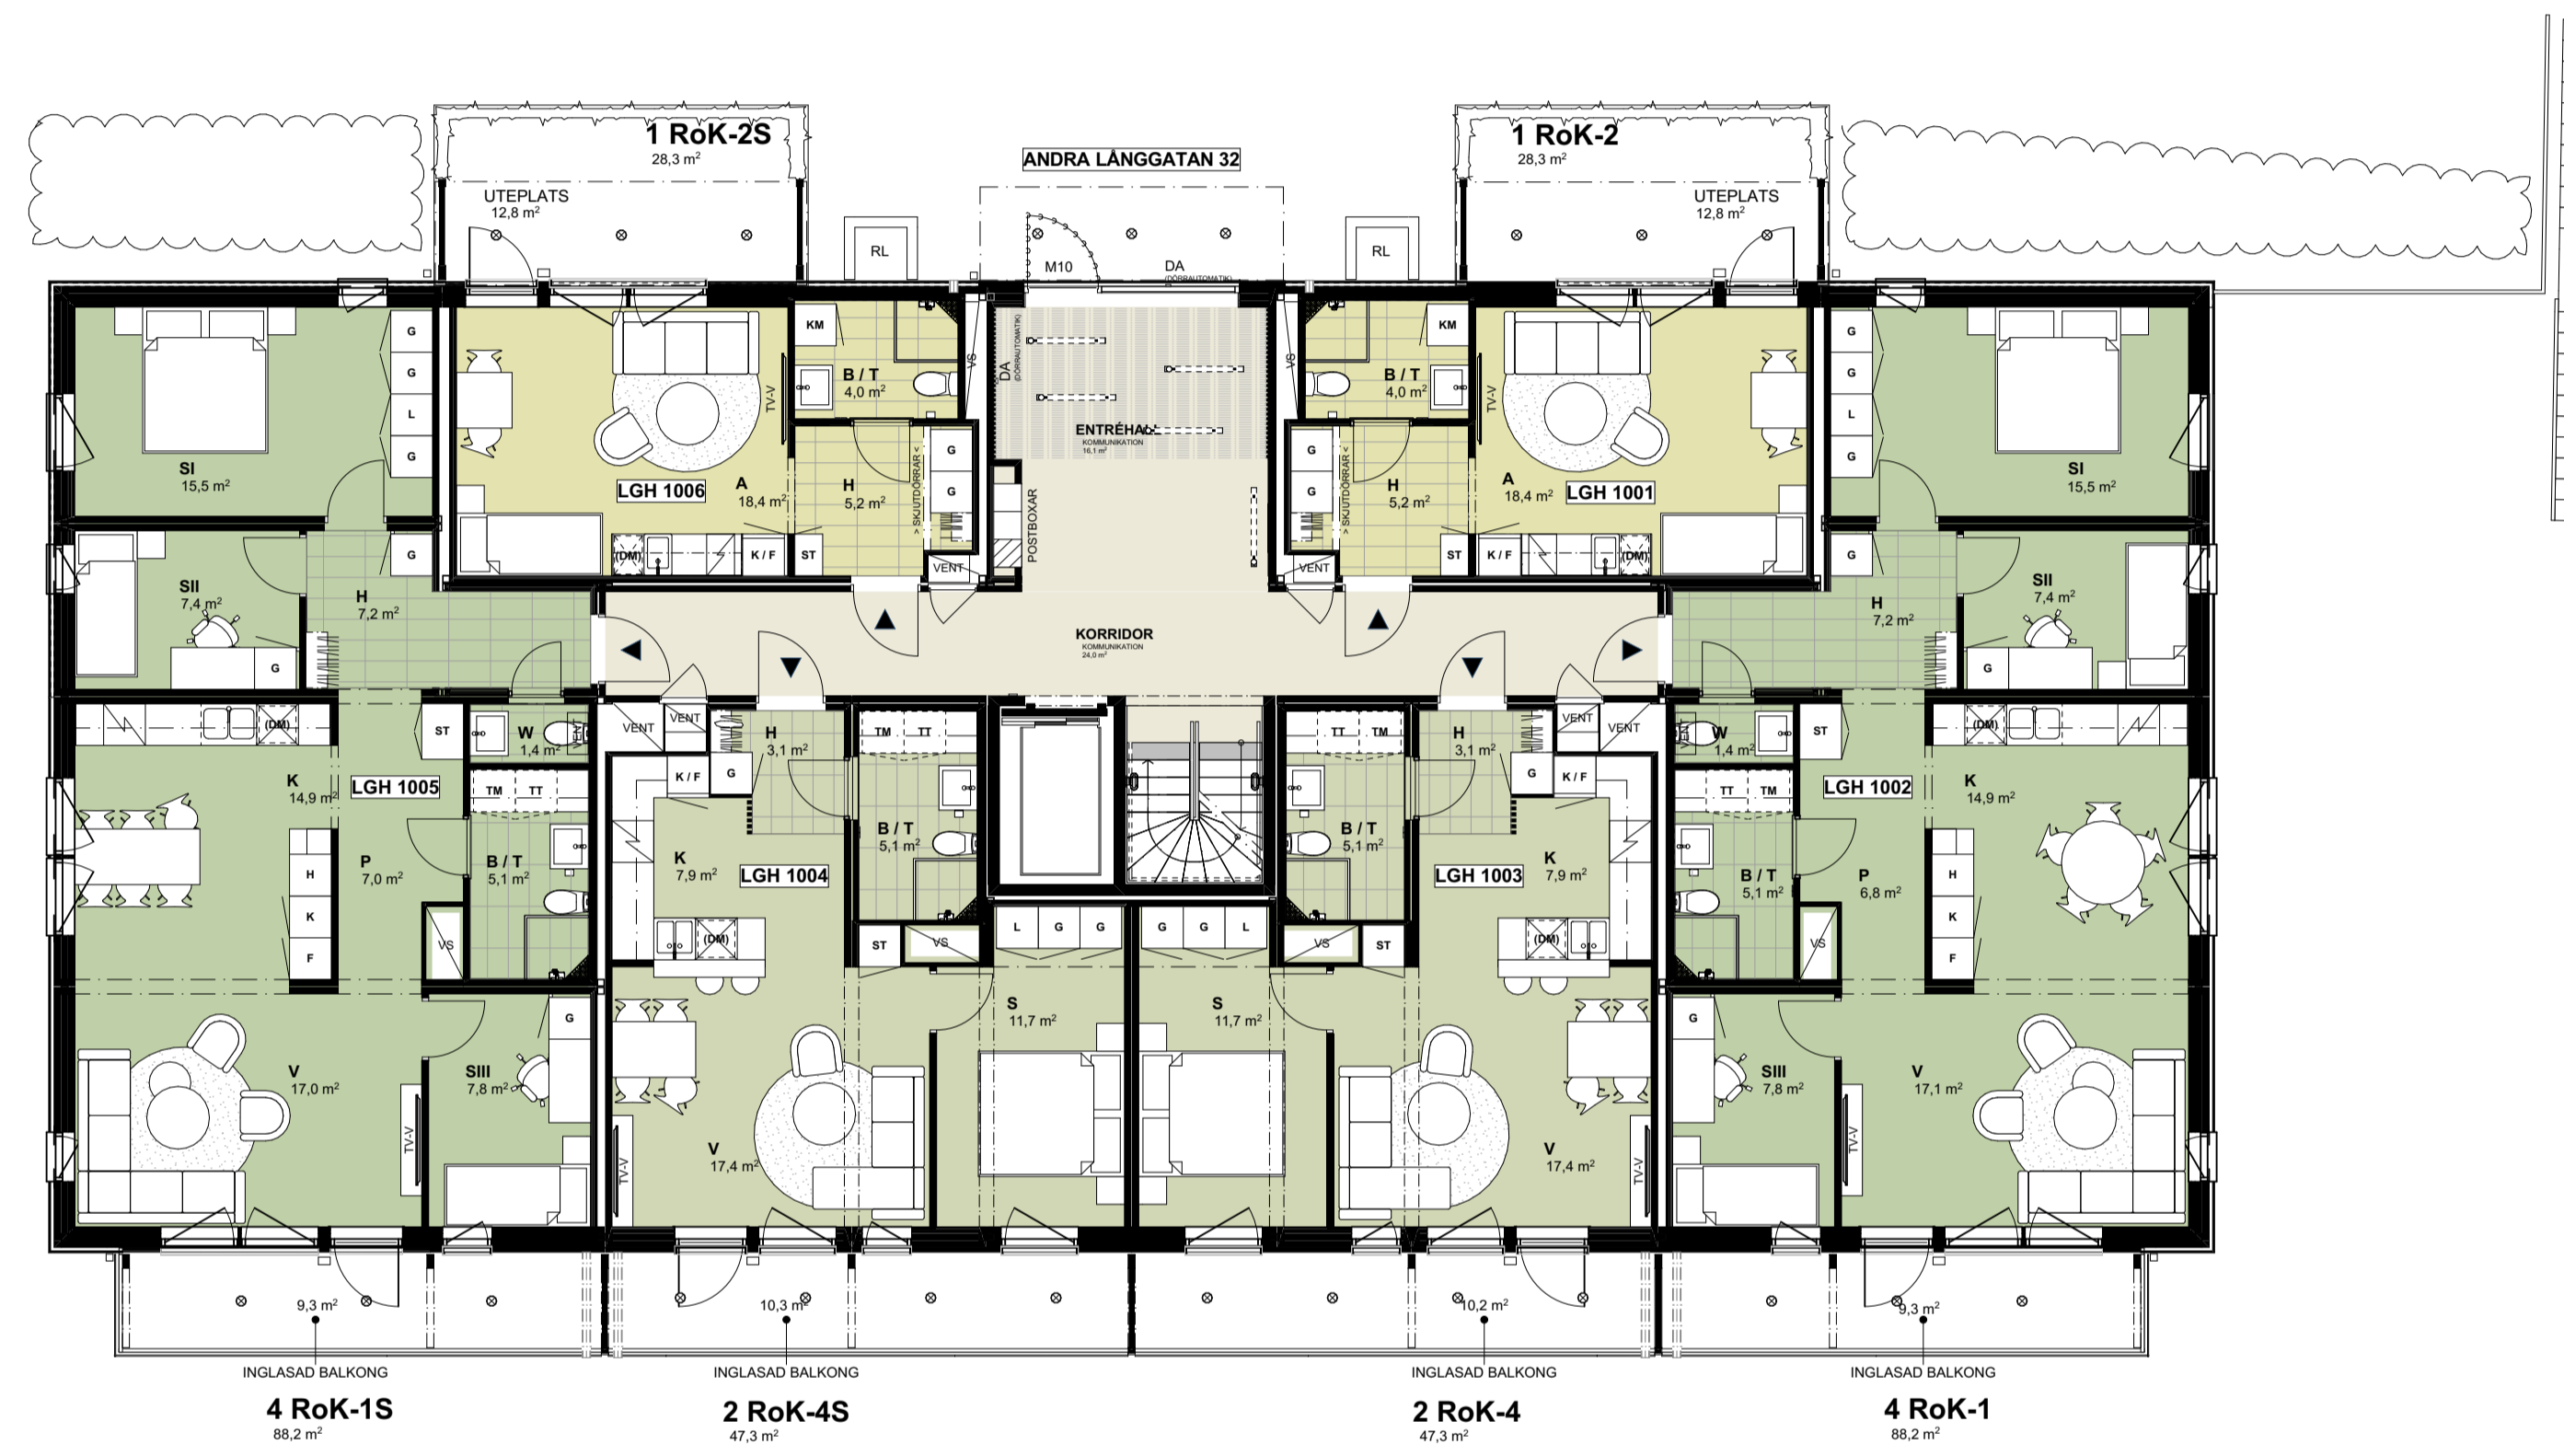 1 RoK-2S
28,3 m²
1 RoK-2
28,3 m²
ANDRA LÅNGGATAN 32
UTEPLATS
12,8 m²
UTEPLATS
12,8 m²
RL
M10
DA
(DÖRRAUTOMATIK)
RL
G
G
L
G
SI
15,5 m²
TV-V
KM
B / T
4,0 m²
VS
DA
(DÖRRAUTOMATIK)
ENTRÉHALL
KOMMUNIKATION
16,1 m²
VS
KM
B / T
4,0 m²
TV-V
G
G
L
G
SI
15,5 m²
LGH 1006
A
18,4 m²
H
5,2 m²
> SKJUTDÖRRAR <
G
G
POSTBOXAR
G
G
> SKJUTDÖRRAR <
H
5,2 m²
A
18,4 m²
LGH 1001
(DM)
K / F
ST
VENT
VENT
ST
K / F
(DM)
G
SII
7,4 m²
G
H
7,2 m²
KORRIDOR
KOMMUNIKATION
24,0 m²
G
H
7,2 m²
SII
7,4 m²
G
(DM)
ST
W
1,4 m²
VENT
VENT
VENT
H
3,1 m²
TM
TT
TT
TM
H
3,1 m²
VENT
VENT
VENT
W
1,4 m²
ST
(DM)
K
14,9 m²
LGH 1005
TM
TT
K / F
G
G
K / F
TT
TM
LGH 1002
K
14,9 m²
H
K
F
P
7,0 m²
B / T
5,1 m²
VS
K
7,9 m²
LGH 1004
B / T
5,1 m²
B / T
5,1 m²
LGH 1003
K
7,9 m²
B / T
5,1 m²
P
6,8 m²
VS
H
K
F
(DM)
ST
VS
L
G
G
G
G
L
VS
ST
(DM)
V
17,0 m²
SIII
7,8 m²
G
TV-V
TV-V
V
17,4 m²
S
11,7 m²
S
11,7 m²
V
17,4 m²
TV-V
G
SIII
7,8 m²
TV-V
V
17,1 m²
9,3 m²
10,3 m²
10,2 m²
9,3 m²
INGLASAD BALKONG
INGLASAD BALKONG
INGLASAD BALKONG
INGLASAD BALKONG
4 RoK-1S
88,2 m²
2 RoK-4S
47,3 m²
2 RoK-4
47,3 m²
4 RoK-1
88,2 m²